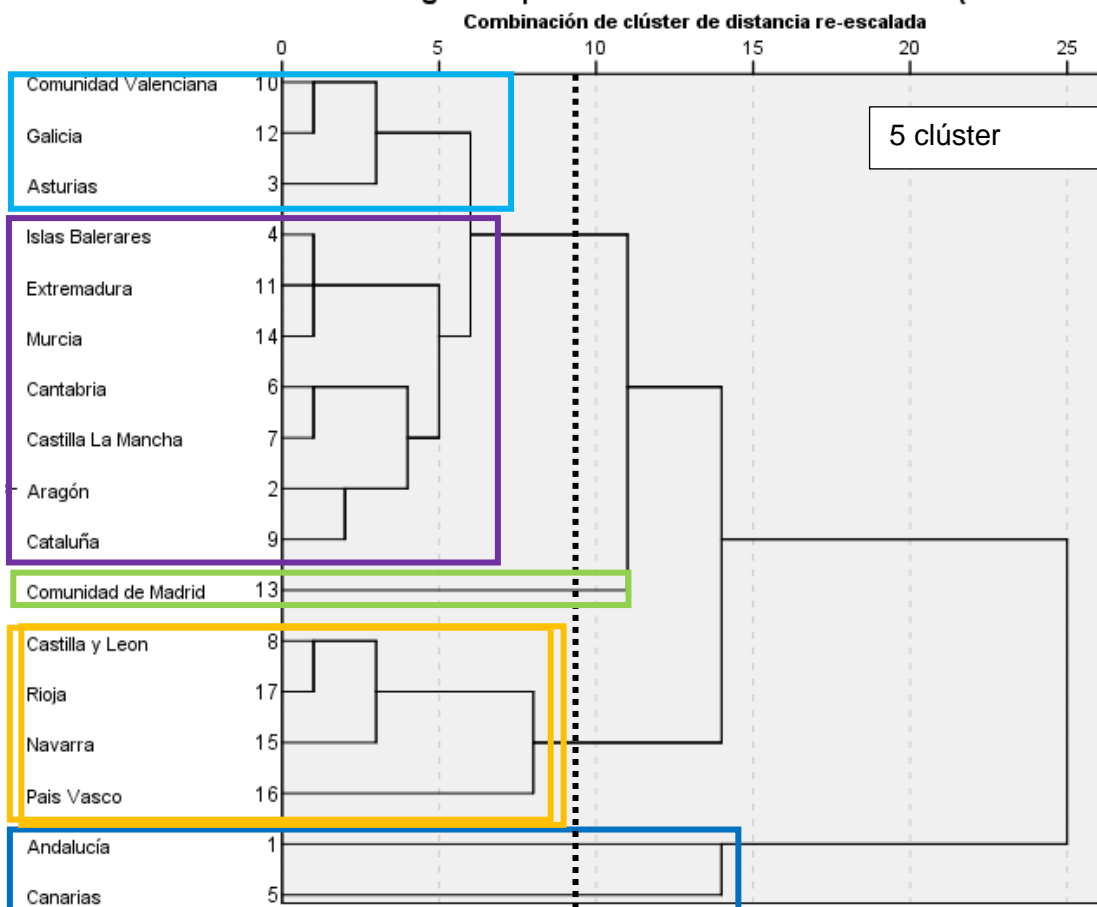 Combinación de clúster de distancia re-escalada
0 5 10 15 20 25
Comunidad Valenciana 10
5 clúster
Galicia 12
Asturias 3
Islas Balerares 4
Extremadura 11
Murcia 14
Cantabria 6
Castilla La Mancha 7
Aragón 2
Cataluña 9
Comunidad de Madrid 13
Castilla y Leon 8
Rioja 17
Navarra 15
Pais Vasco 16
Andalucía 1
Canarias 5